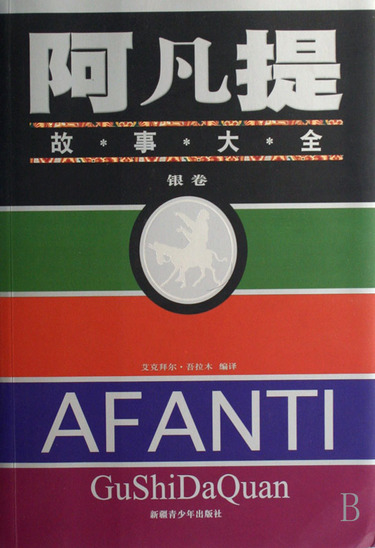 阿凡提
故*事*大*全
银卷
艾克拜尔·吾拉木 编译
AFANTI
GuShiDaQuan
B
新疆青少年出版社